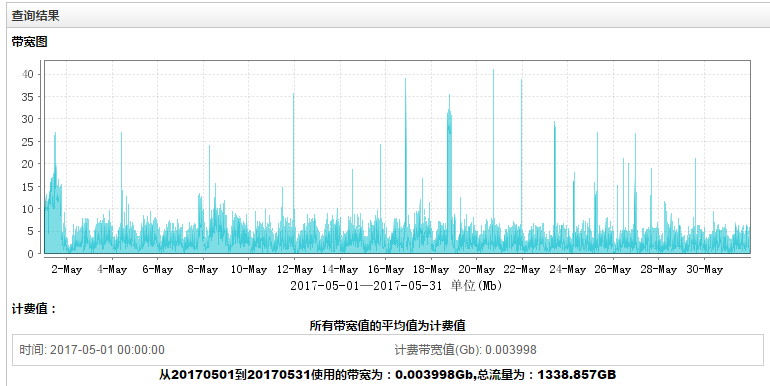 查询结果
带宽图
40
35
30
25
20
15
10
5
0
2-May 4-May 6-May 8-May 10-May 12-May 14-May 16-May 18-May 20-May 22-May 24-May 26-May 28-May 30-May
2017-05-01—2017-05-31 单位(Mb)
计费值：
所有带宽值的平均值为计费值
时间: 2017-05-01 00:00:00 计费带宽值(Gb): 0.003998
从20170501到20170531使用的带宽为：0.003998Gb,总流量为：1338.857GB